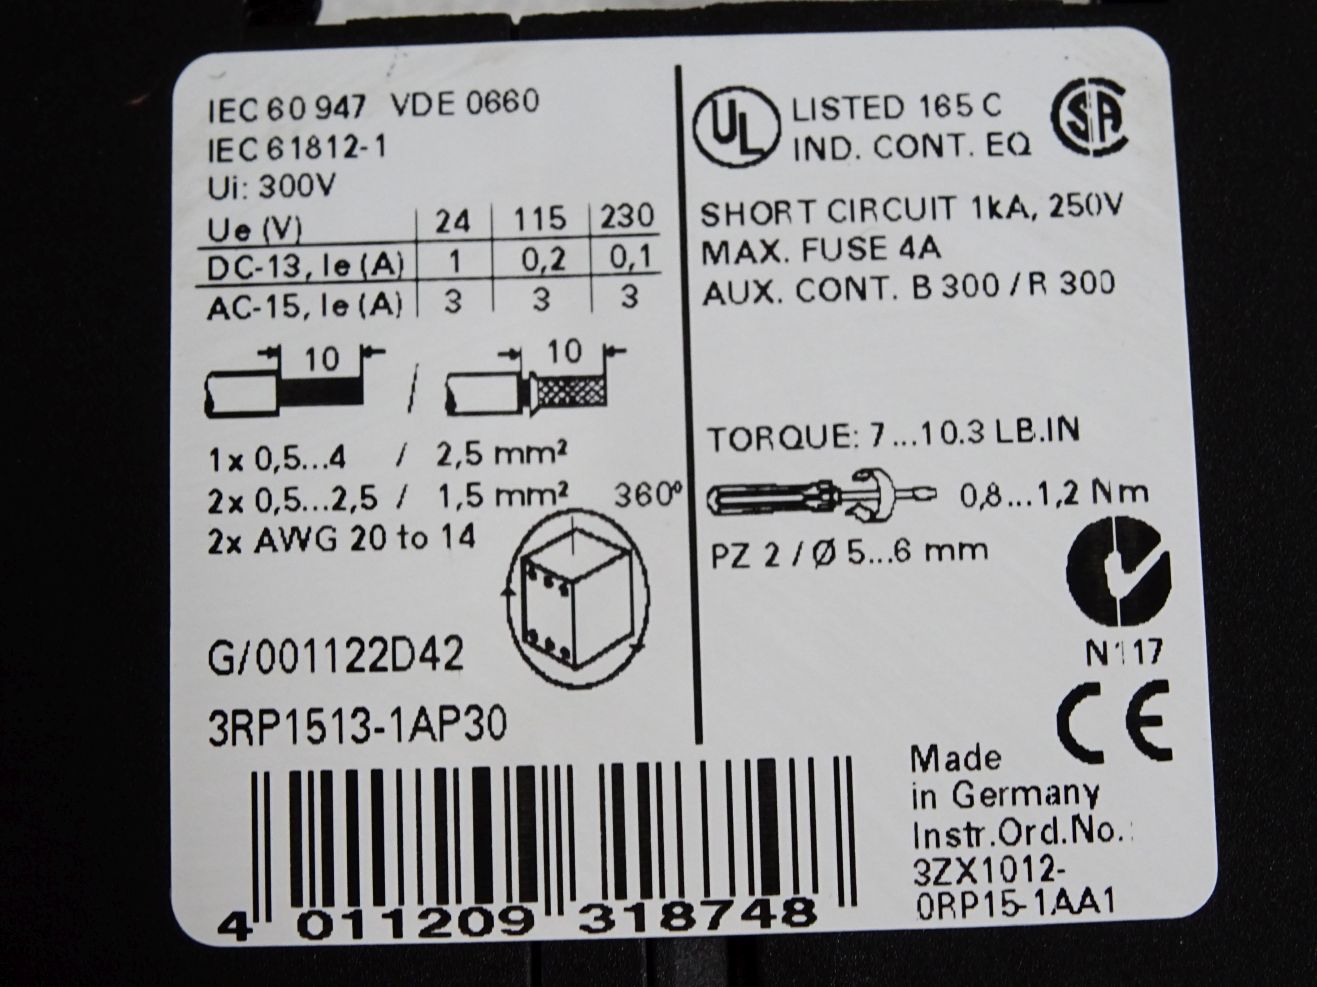 IEC 60 947 VDE 0660
IEC 61812-1
Ui: 300V
Ue (V) 24 115 230
DC-13, Ie (A) 1 0,2 0,1
AC-15, Ie (A) 3 3 3
10 / 10
1x 0,5...4 / 2,5 mm²
2x 0,5...2,5 / 1,5 mm² 360°
2x AWG 20 to 14
G/001122D42
3RP1513-1AP30
4 011209 318748
UL LISTED 165 C SA
IND. CONT. EQ
SHORT CIRCUIT 1kA, 250V
MAX. FUSE 4A
AUX. CONT. B 300 / R 300
TORQUE: 7...10.3 LB.IN
0,8...1,2 Nm
PZ 2 / Ø 5...6 mm
N117
CE
Made
in Germany
Instr.Ord.No.:
3ZX1012-
0RP15-1AA1